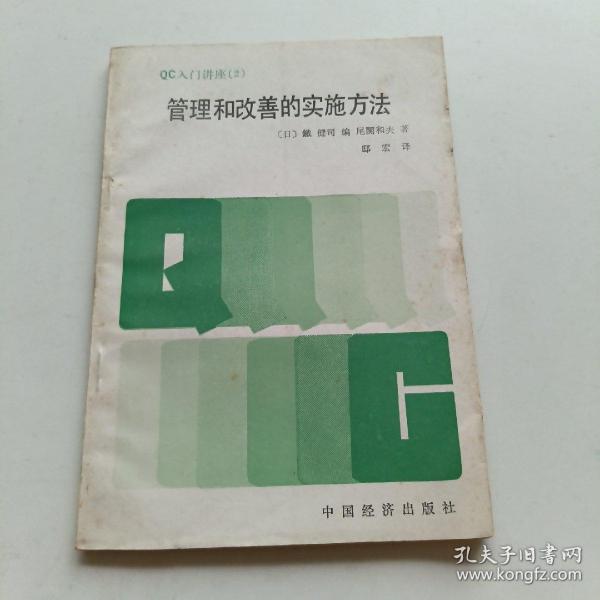 QC入门讲座(2)
管理和改善的实施方法
〔日〕 健司 编 尾関和夫 著
邸 宏 译
Q
C
中国经济出版社
孔夫子旧书网
www.kongfz.com